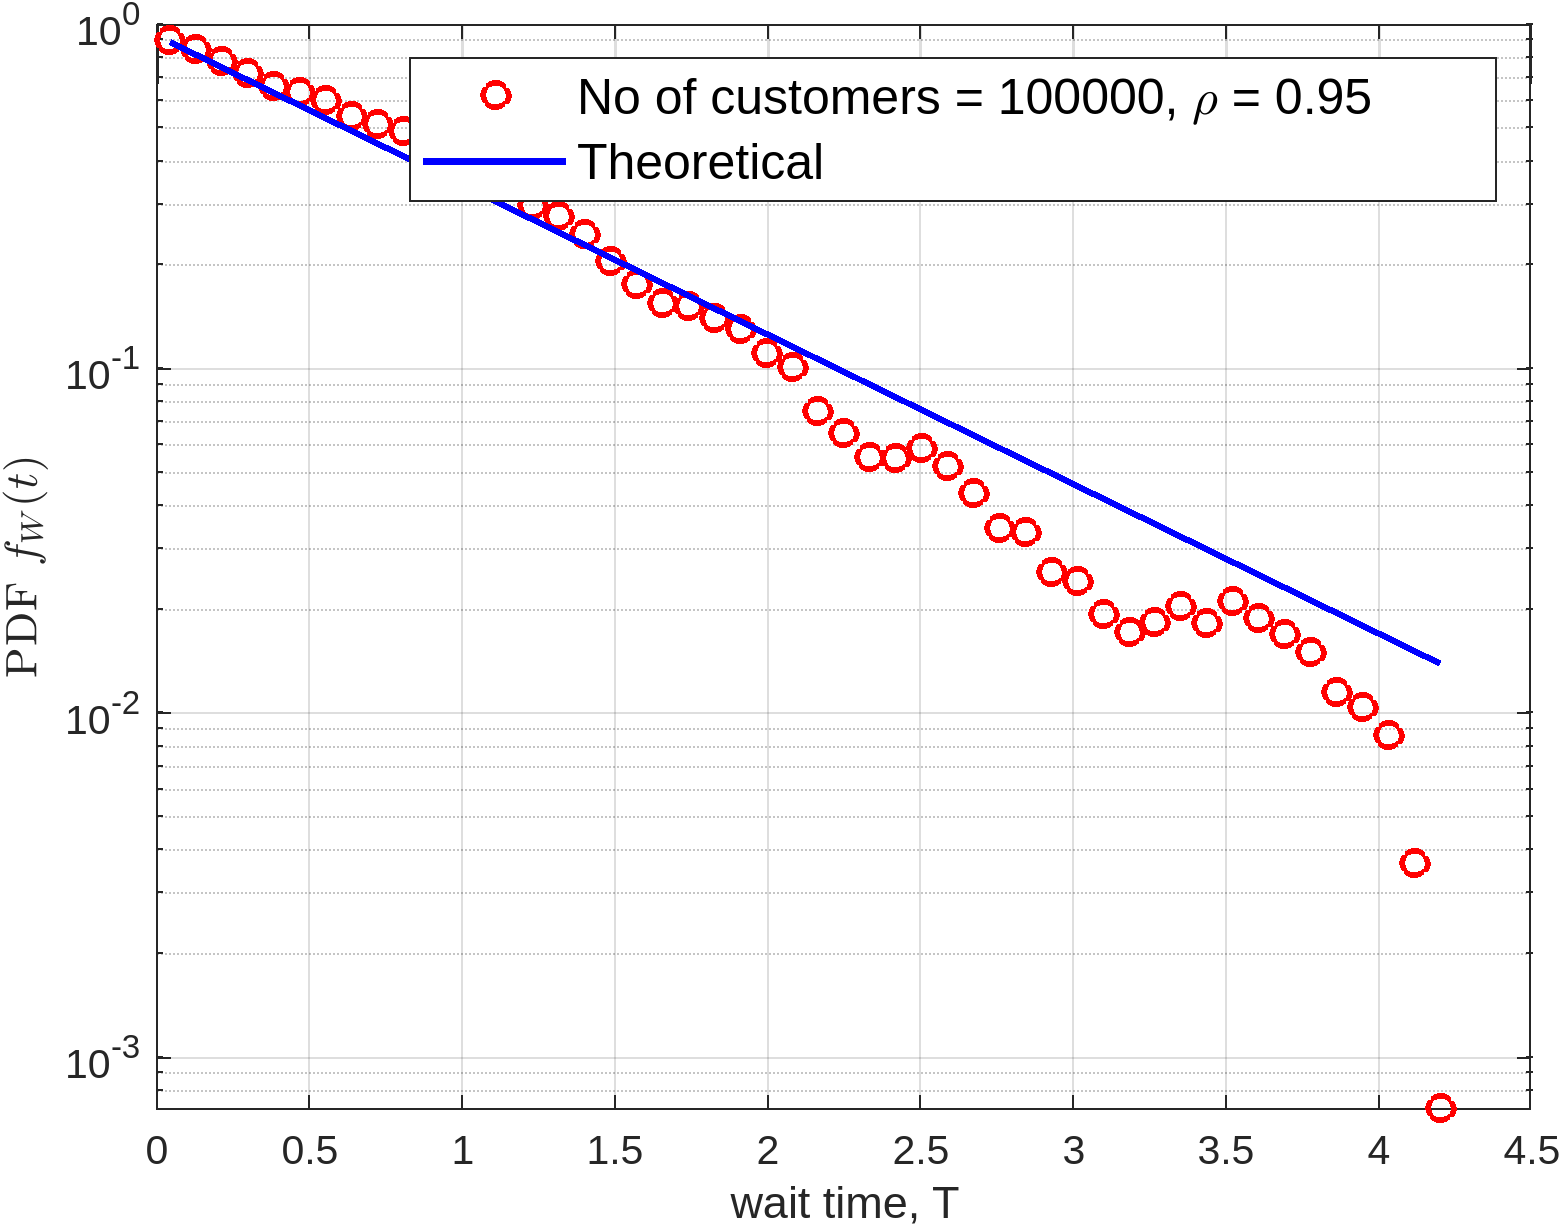 No of customers = 100000, ρ = 0.95
Theoretical
PDF f_W(t)
10^0
10^-1
10^-2
10^-3
0 0.5 1 1.5 2 2.5 3 3.5 4 4.5
wait time, T